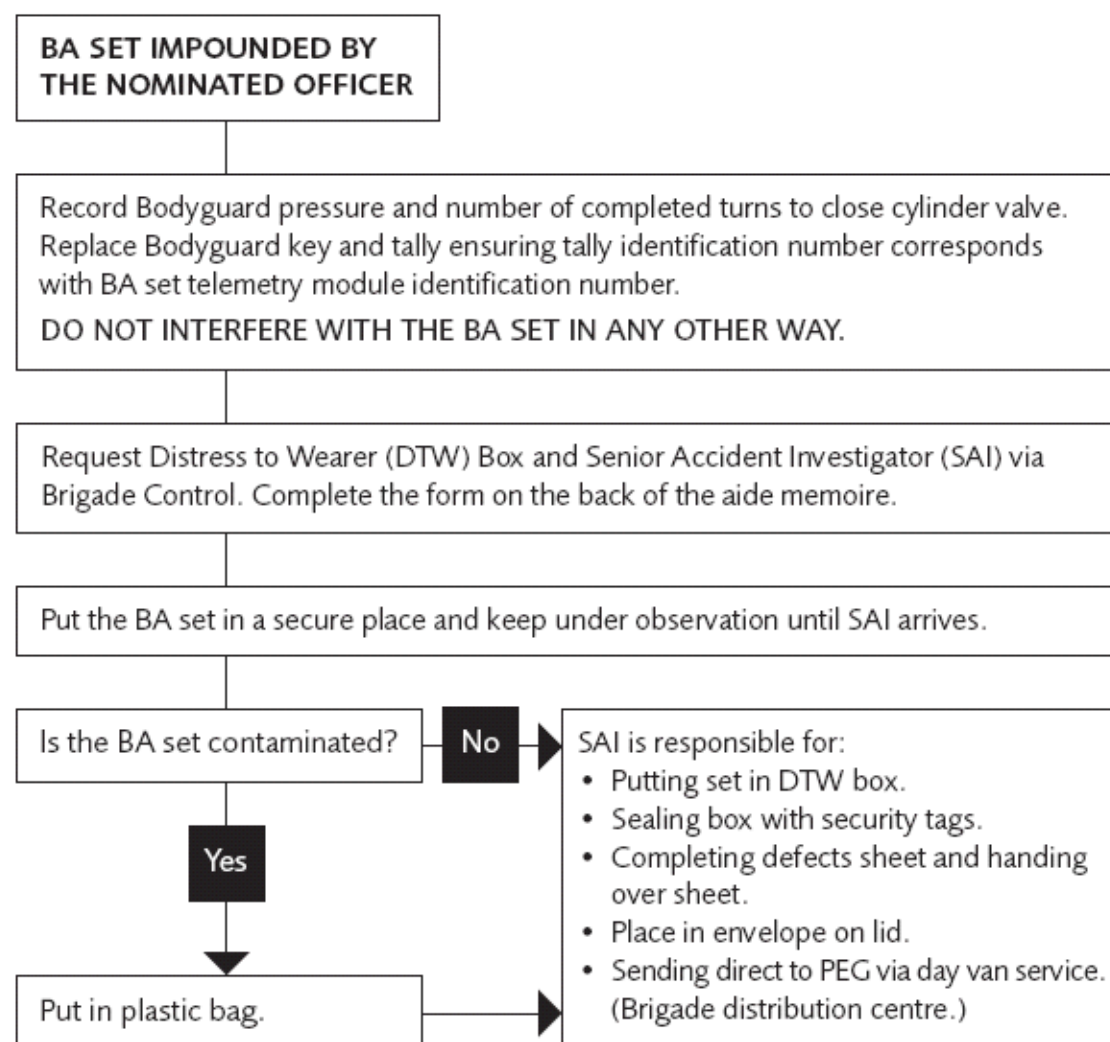 BA SET IMPOUNDED BY
THE NOMINATED OFFICER
Record Bodyguard pressure and number of completed turns to close cylinder valve.
Replace Bodyguard key and tally ensuring tally identification number corresponds
with BA set telemetry module identification number.
DO NOT INTERFERE WITH THE BA SET IN ANY OTHER WAY.
Request Distress to Wearer (DTW) Box and Senior Accident Investigator (SAI) via
Brigade Control. Complete the form on the back of the aide memoire.
Put the BA set in a secure place and keep under observation until SAI arrives.
Is the BA set contaminated?
No
Yes
Put in plastic bag.
SAI is responsible for:
• Putting set in DTW box.
• Sealing box with security tags.
• Completing defects sheet and handing
over sheet.
• Place in envelope on lid.
• Sending direct to PEG via day van service.
(Brigade distribution centre.)